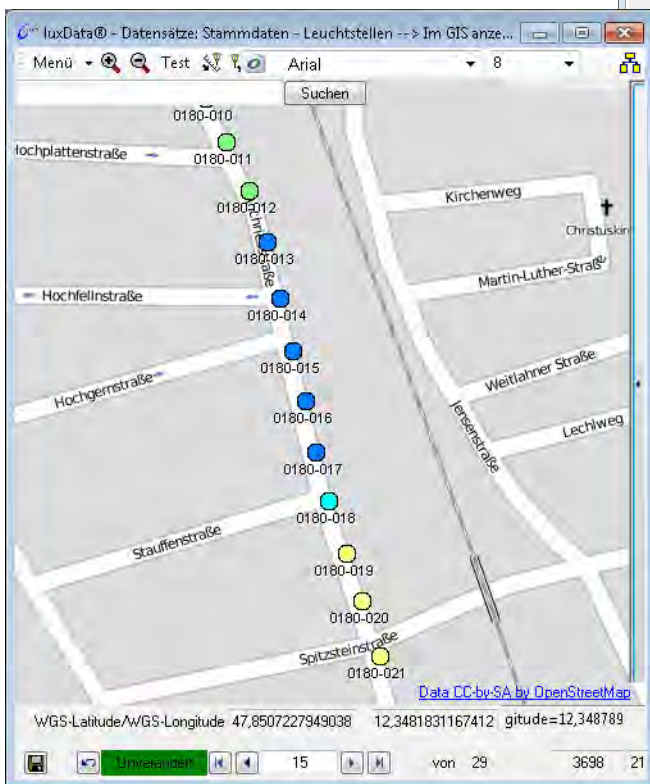 luxData® - Datensätze: Stammdaten - Leuchtstellen --> Im GIS anze...
Menü Test Arial 8
Suchen
0180-010
Hochplattenstraße
0180-011
0180-012
Kirchenweg
Christuskir
0180-013
Martin-Luther-Straß
Hochfellnstraße
0180-014
0180-015
Weitlahner Straße
Hochgernstraße
0180-016
Jensenstraße
Lechlweg
0180-017
0180-018
Stauffenstraße
0180-019
0180-020
Spitzsteinstraße
0180-021
Data CC-by-SA by OpenStreetMap
WGS-Latitude/WGS-Longitude 47,8507227949038 12,3481831167412 gitude=12,348789
Unverändert 15 von 29 3698 21